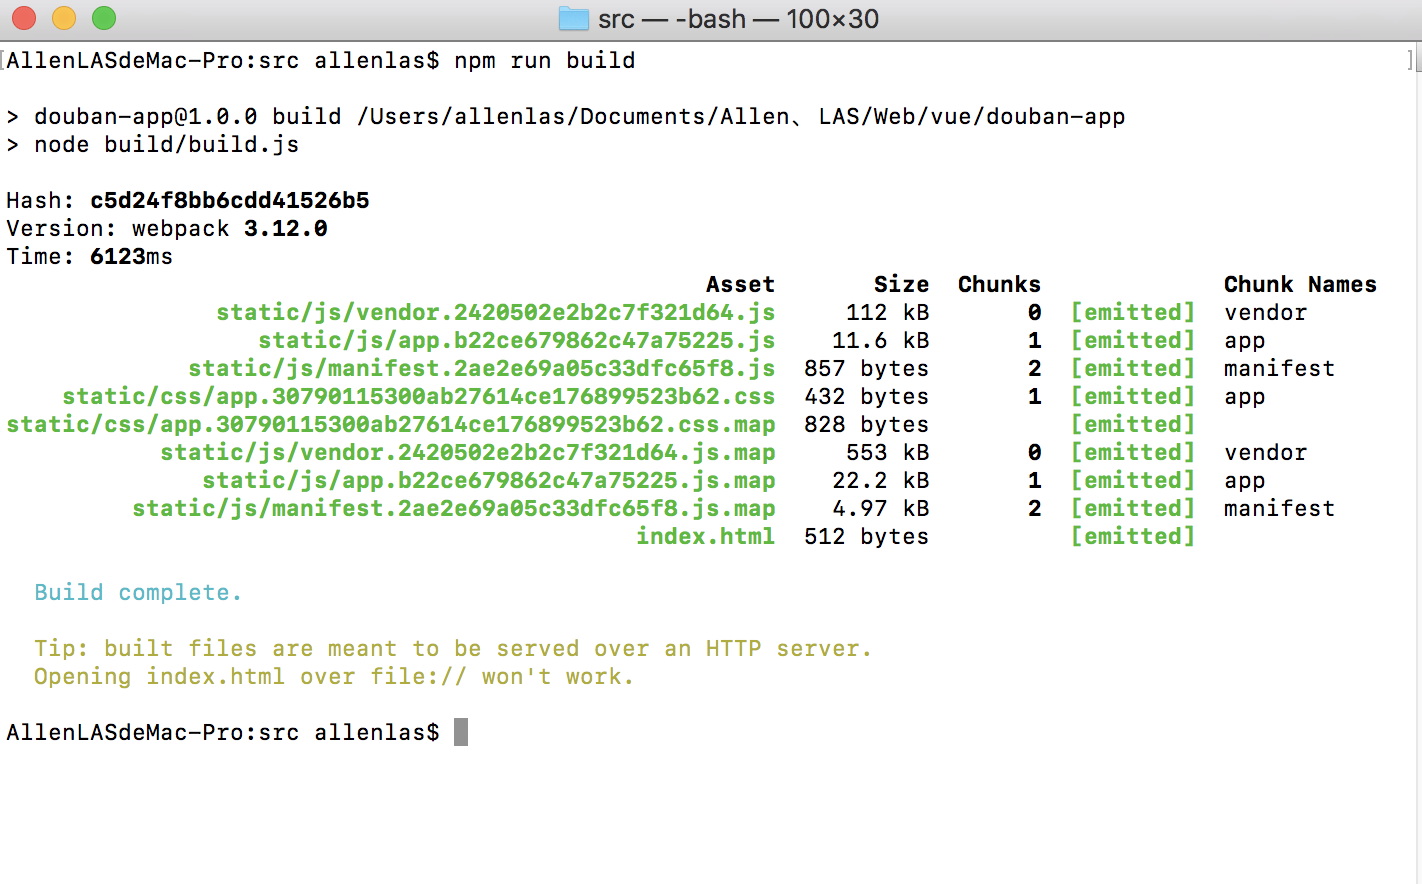 src — -bash — 100×30
AllenLASdeMac-Pro:src allenlas$ npm run build
> douban-app@1.0.0 build /Users/allenlas/Documents/Allen、LAS/Web/vue/douban-app
> node build/build.js
Hash: c5d24f8bb6cdd41526b5
Version: webpack 3.12.0
Time: 6123ms
Asset Size Chunks Chunk Names
static/js/vendor.2420502e2b2c7f321d64.js 112 kB 0 [emitted] vendor
static/js/app.b22ce679862c47a75225.js 11.6 kB 1 [emitted] app
static/js/manifest.2ae2e69a05c33dfc65f8.js 857 bytes 2 [emitted] manifest
static/css/app.30790115300ab27614ce176899523b62.css 432 bytes 1 [emitted] app
static/css/app.30790115300ab27614ce176899523b62.css.map 828 bytes [emitted]
static/js/vendor.2420502e2b2c7f321d64.js.map 553 kB 0 [emitted] vendor
static/js/app.b22ce679862c47a75225.js.map 22.2 kB 1 [emitted] app
static/js/manifest.2ae2e69a05c33dfc65f8.js.map 4.97 kB 2 [emitted] manifest
index.html 512 bytes [emitted]
Build complete.
Tip: built files are meant to be served over an HTTP server.
Opening index.html over file:// won't work.
AllenLASdeMac-Pro:src allenlas$